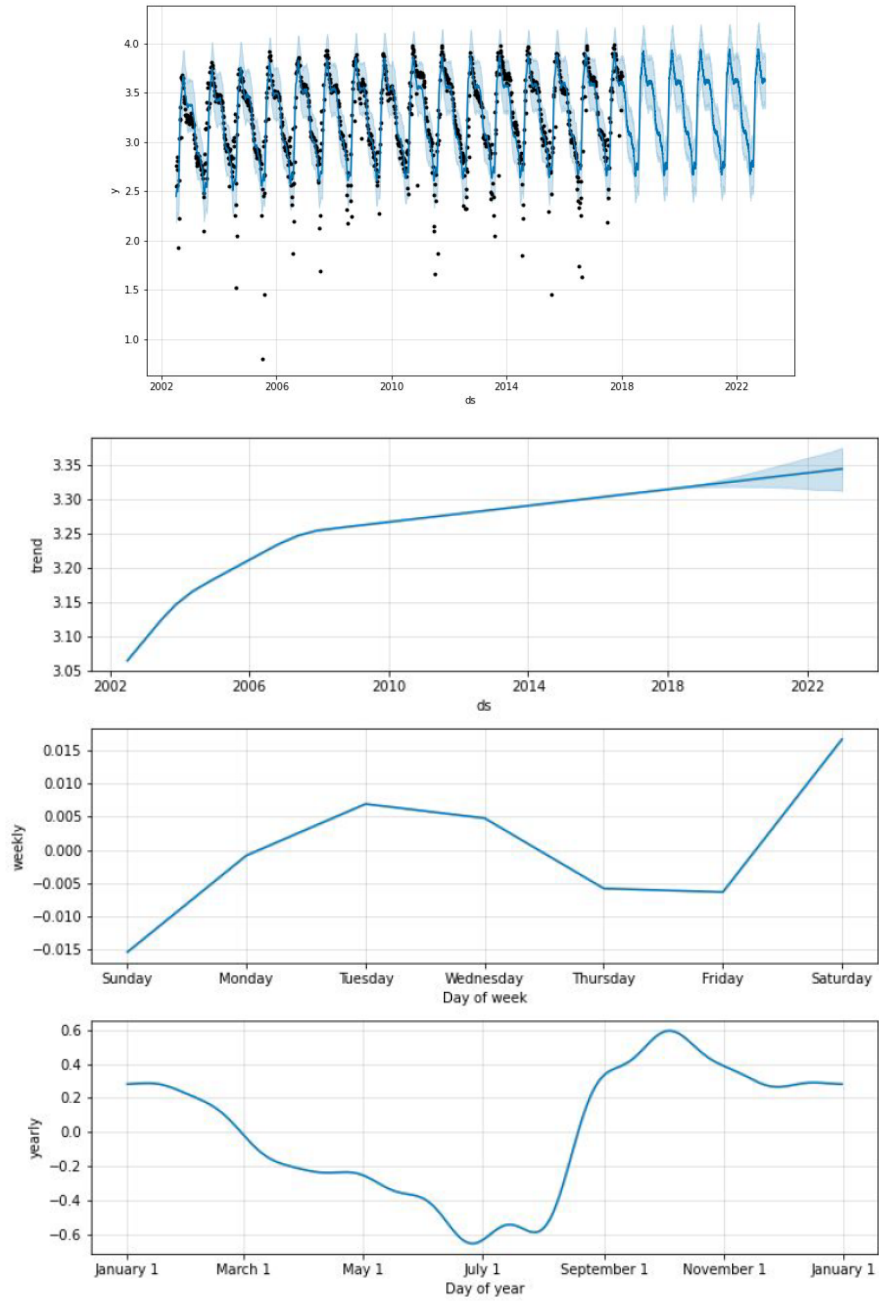 4.0
3.5
3.0
2.5
2.0
1.5
1.0
y
2002 2006 2010 2014 2018 2022
ds
3.35
3.30
3.25
3.20
3.15
3.10
3.05
trend
2002 2006 2010 2014 2018 2022
ds
0.015
0.010
0.005
0.000
−0.005
−0.010
−0.015
weekly
Sunday Monday Tuesday Wednesday Thursday Friday Saturday
Day of week
0.6
0.4
0.2
0.0
−0.2
−0.4
−0.6
yearly
January 1 March 1 May 1 July 1 September 1 November 1 January 1
Day of year